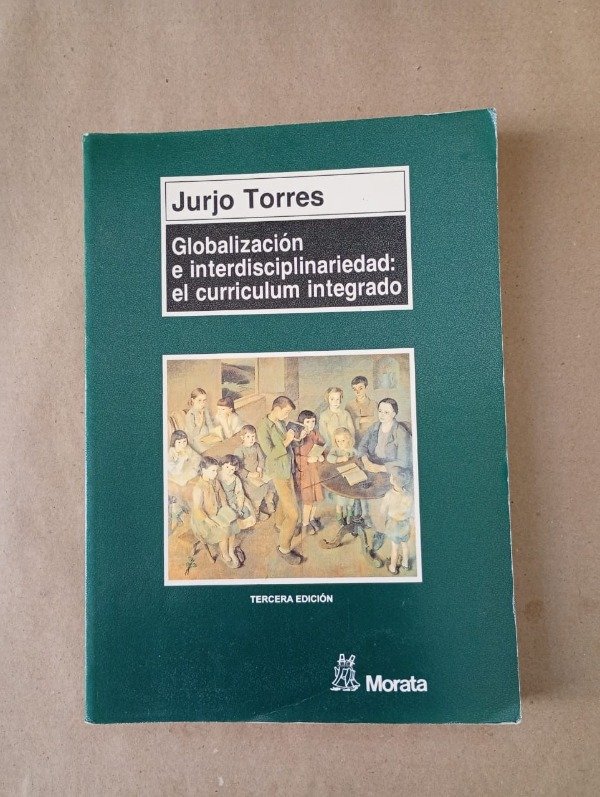 Jurjo Torres
Globalización
e interdisciplinariedad:
el curriculum integrado
TERCERA EDICIÓN
Morata